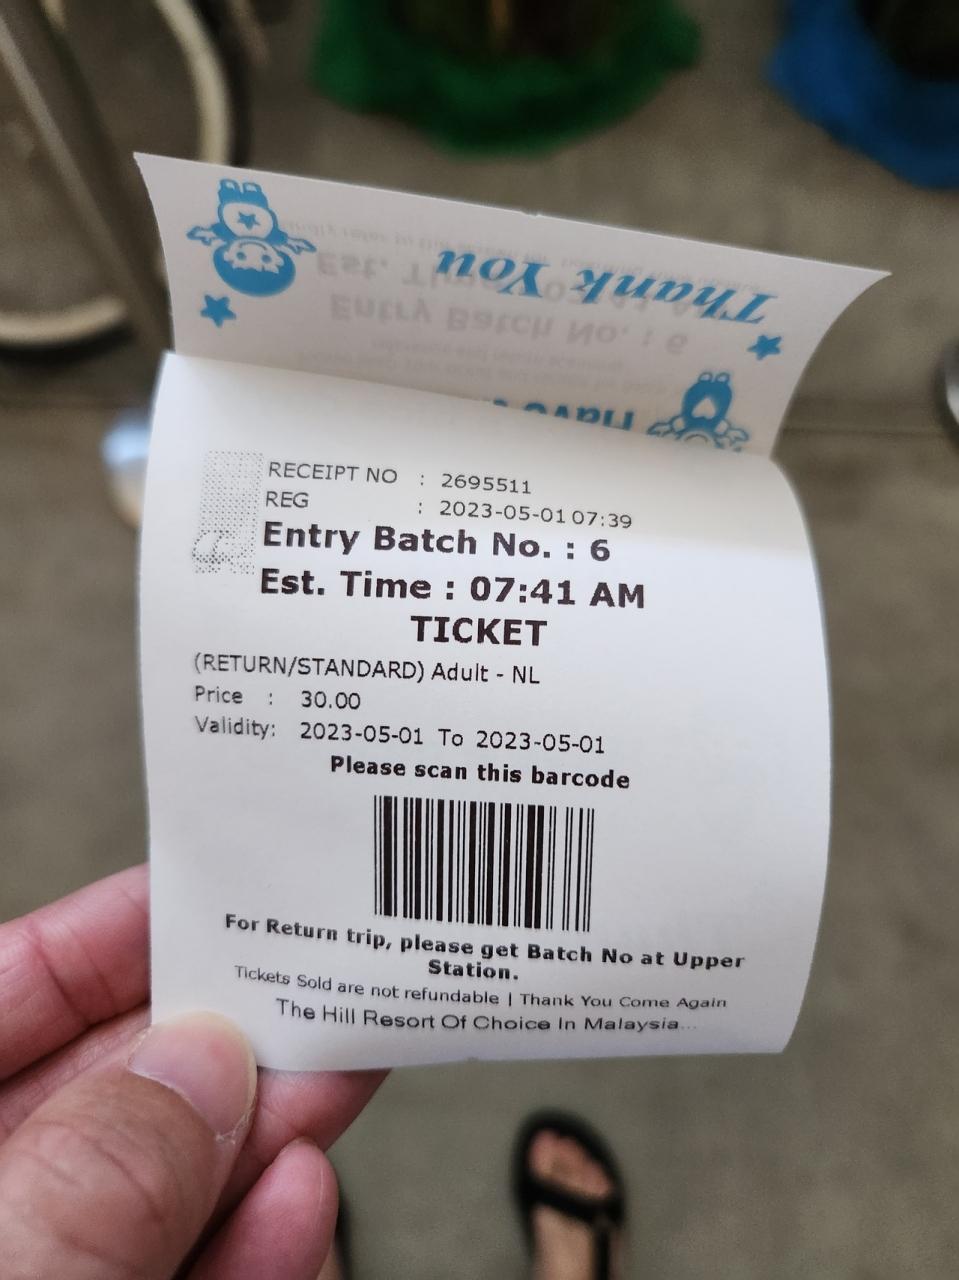 Thank You
RECEIPT NO : 2695511
REG : 2023-05-01 07:39
Entry Batch No. : 6
Est. Time : 07:41 AM
TICKET
(RETURN/STANDARD) Adult - NL
Price : 30.00
Validity: 2023-05-01 To 2023-05-01
Please scan this barcode
For Return trip, please get Batch No at Upper
Station.
Tickets Sold are not refundable | Thank You Come Again
The Hill Resort Of Choice In Malaysia...